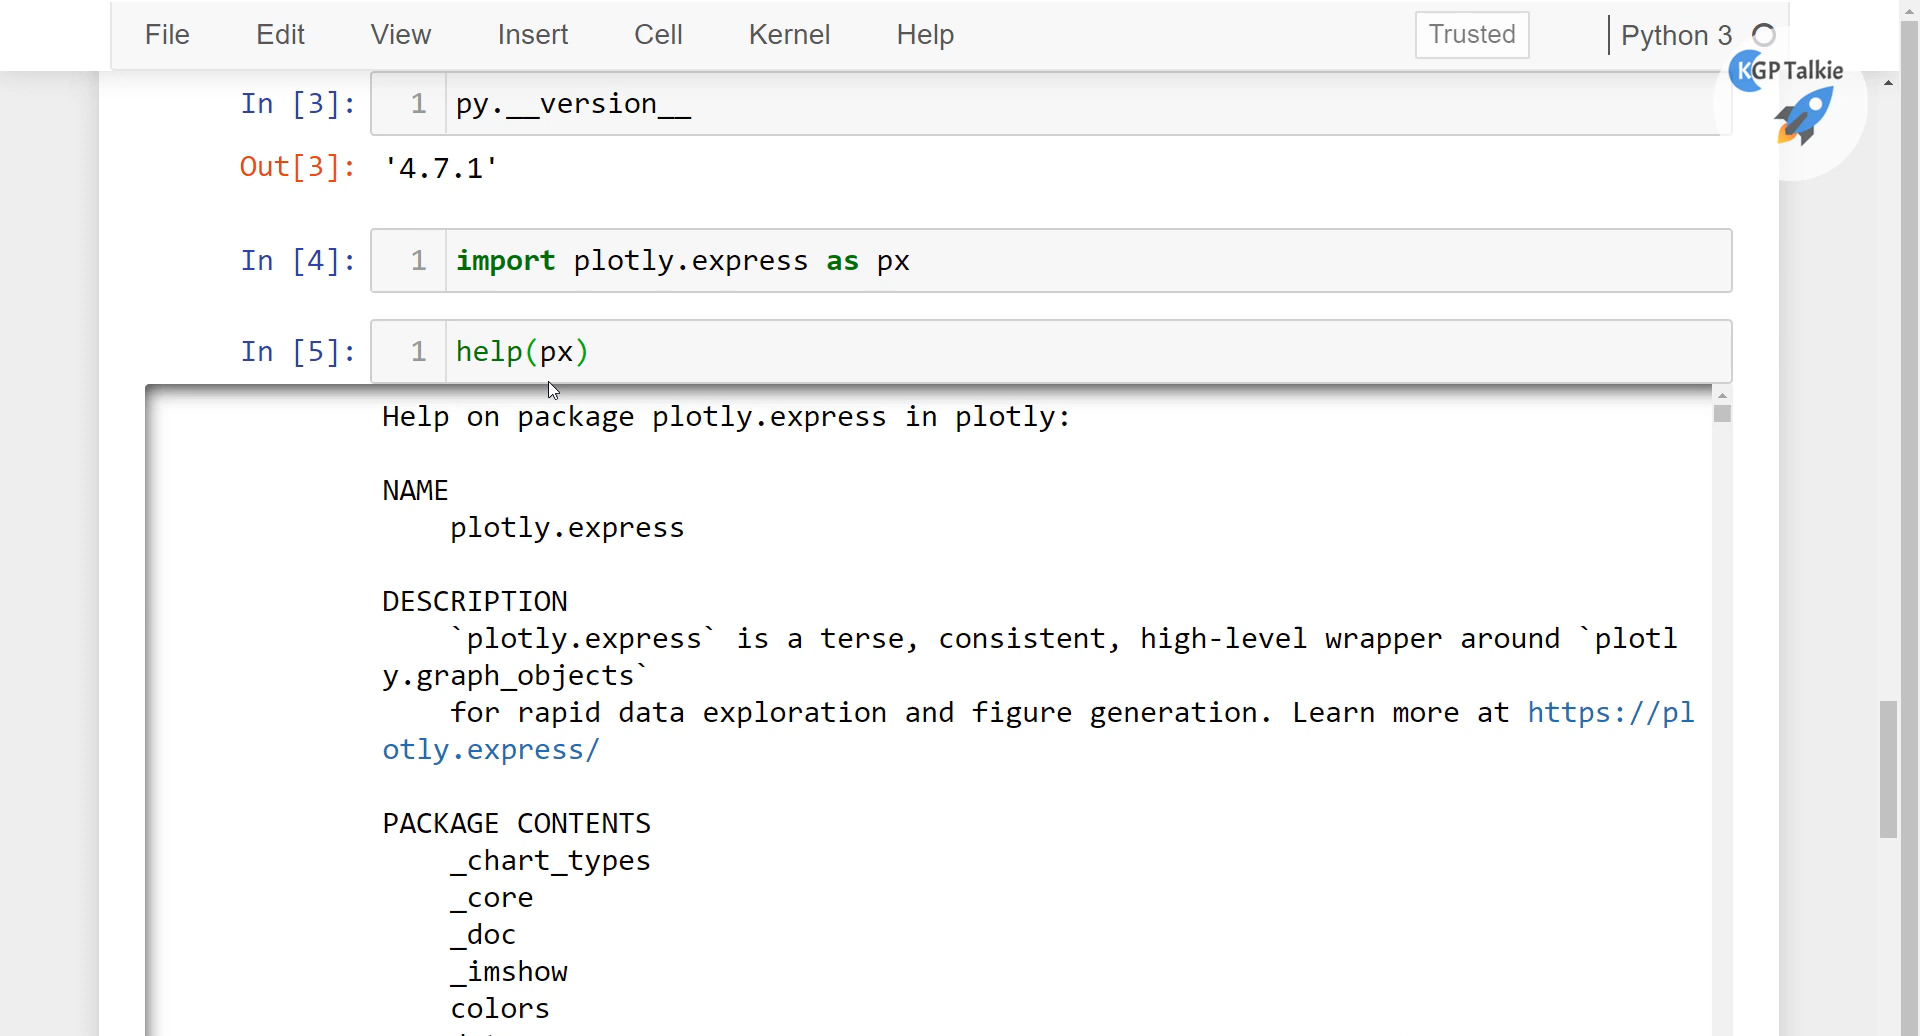 File Edit View Insert Cell Kernel Help Trusted Python 3
KGP Talkie
In [3]: 1 py.__version__
Out[3]: '4.7.1'
In [4]: 1 import plotly.express as px
In [5]: 1 help(px)
Help on package plotly.express in plotly:
NAME
plotly.express
DESCRIPTION
`plotly.express` is a terse, consistent, high-level wrapper around `plotl
y.graph_objects`
for rapid data exploration and figure generation. Learn more at https://pl
otly.express/
PACKAGE CONTENTS
_chart_types
_core
_doc
_imshow
colors